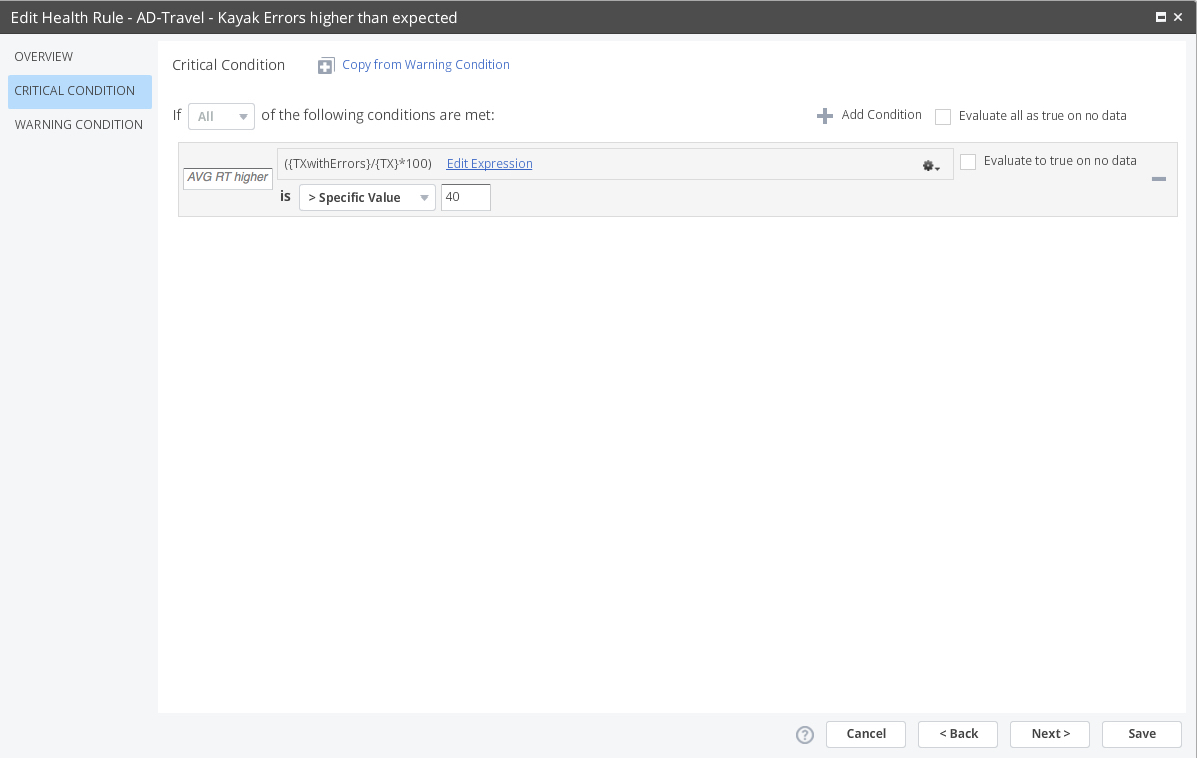 Edit Health Rule - AD-Travel - Kayak Errors higher than expected
OVERVIEW
CRITICAL CONDITION
WARNING CONDITION
Critical Condition
Copy from Warning Condition
If All of the following conditions are met:
Add Condition
Evaluate all as true on no data
AVG RT higher
({TXwithErrors}/{TX}*100) Edit Expression
Evaluate to true on no data
is > Specific Value 40
? Cancel < Back Next > Save